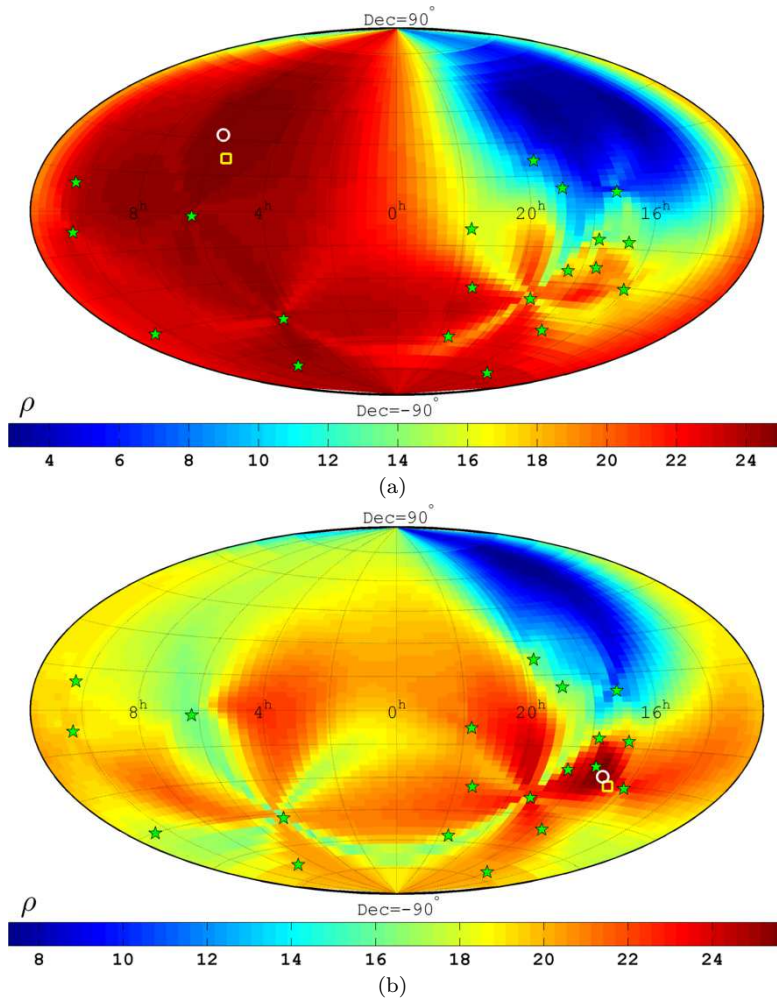 Dec=90°
8ʰ 4ʰ 0ʰ 20ʰ 16ʰ
Dec=-90°
ρ
4 6 8 10 12 14 16 18 20 22 24
(a)
Dec=90°
8ʰ 4ʰ 0ʰ 20ʰ 16ʰ
Dec=-90°
ρ
8 10 12 14 16 18 20 22 24
(b)